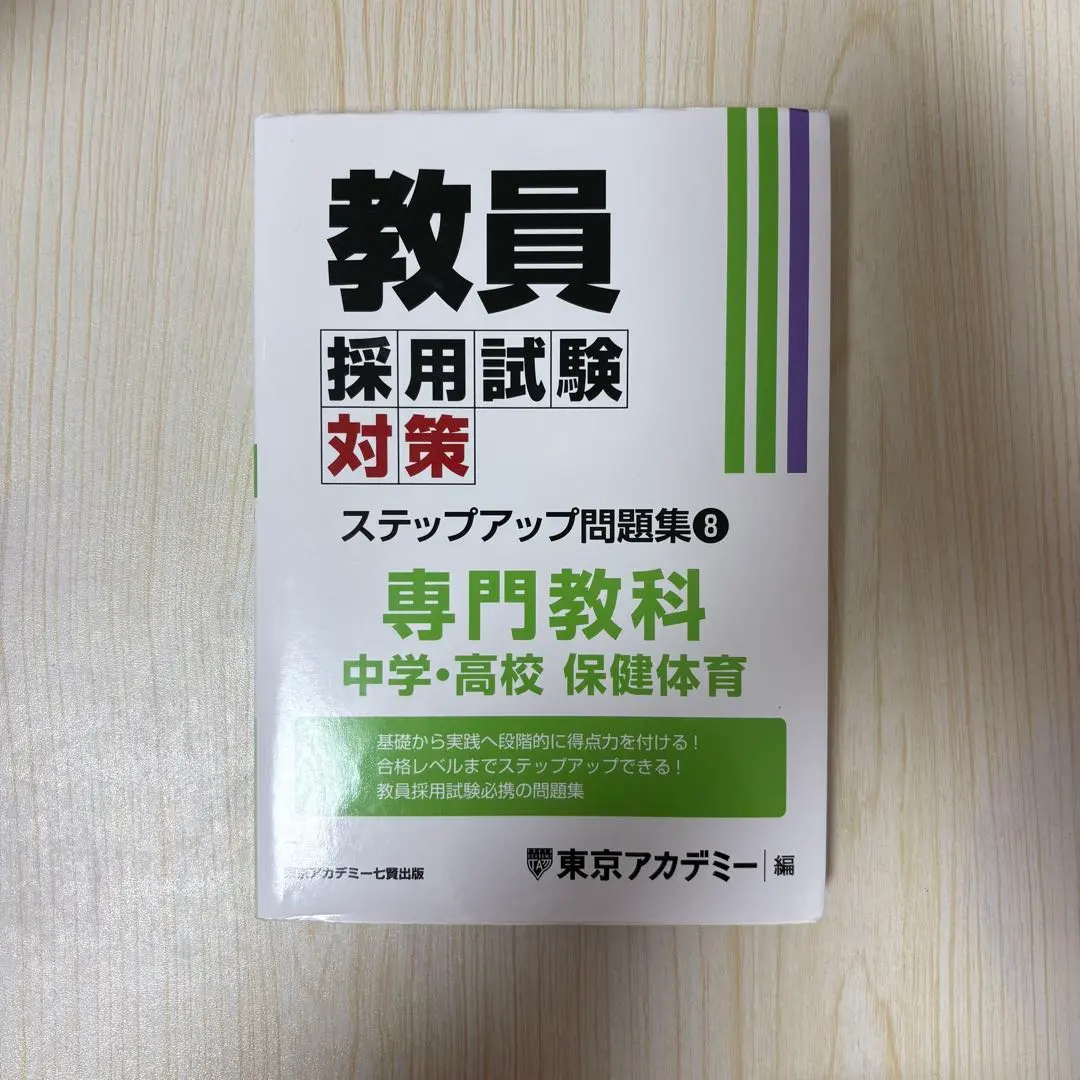 教員
採用試験
対策
ステップアップ問題集❽
専門教科
中学・高校 保健体育
基礎から実践へ段階的に得点力を付ける!
合格レベルまでステップアップできる!
教員採用試験必携の問題集
東京アカデミー 編
東京アカデミー七賢出版